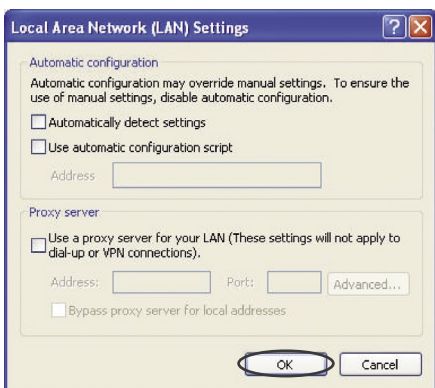 Local Area Network (LAN) Settings
Automatic configuration
Automatic configuration may override manual settings. To ensure the
use of manual settings, disable automatic configuration.
Automatically detect settings
Use automatic configuration script
Address
Proxy server
Use a proxy server for your LAN (These settings will not apply to
dial-up or VPN connections).
Address: Port: Advanced...
Bypass proxy server for local addresses
OK Cancel